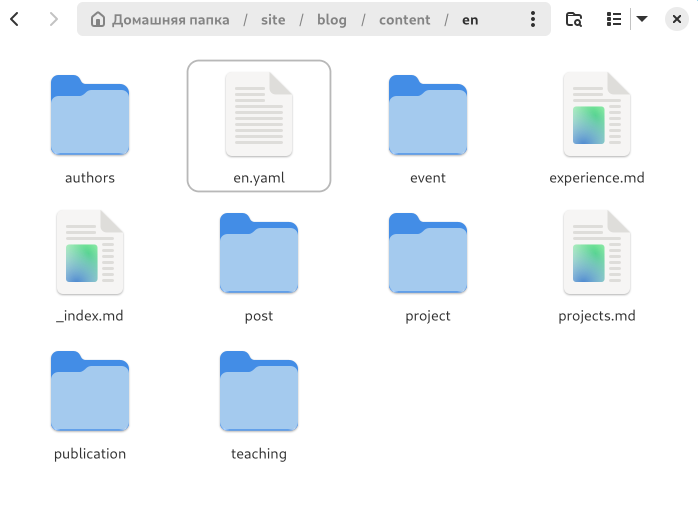 Домашняя папка / site / blog / content / en
authors en.yaml event experience.md
_index.md post project projects.md
publication teaching